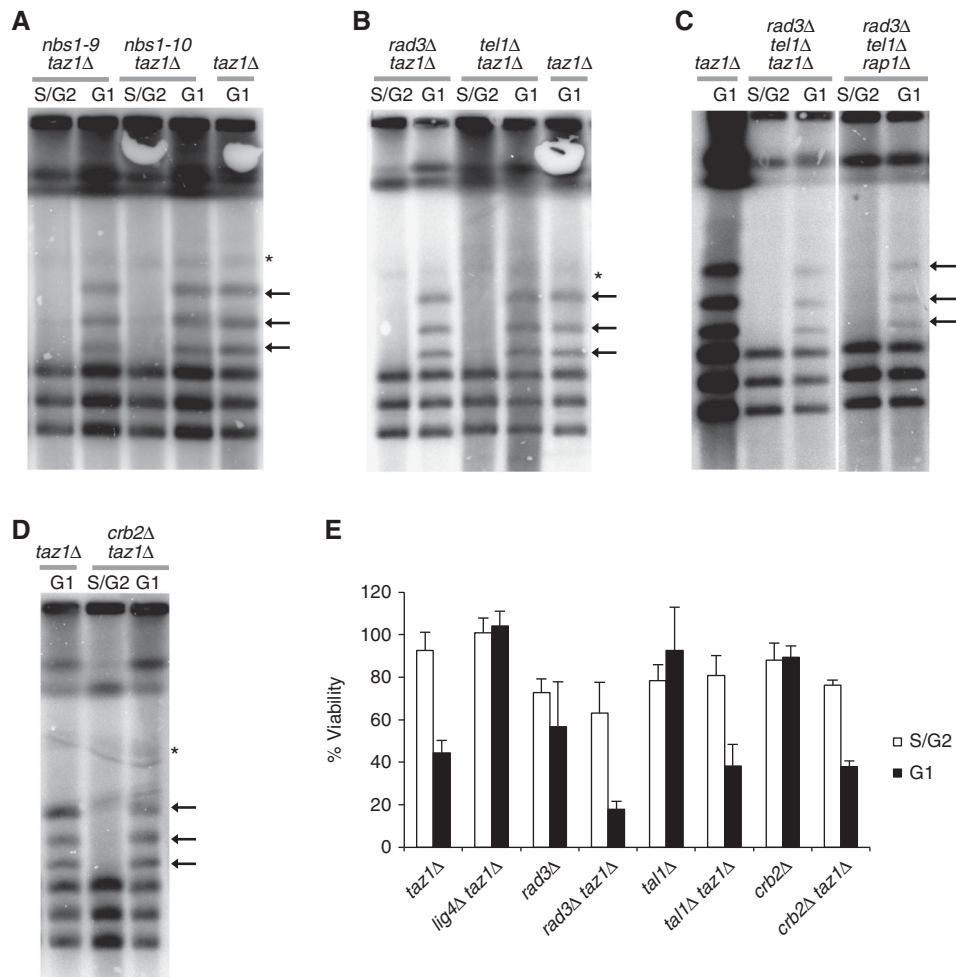 A
nbs1-9 nbs1-10
taz1Δ taz1Δ taz1Δ
S/G2 G1 S/G2 G1 G1
*
B
rad3Δ tel1Δ
taz1Δ taz1Δ taz1Δ
S/G2 G1 S/G2 G1 G1
*
C
rad3Δ rad3Δ
tel1Δ tel1Δ
taz1Δ taz1Δ rap1Δ
G1 S/G2 G1 S/G2 G1
D
crb2Δ
taz1Δ taz1Δ
G1 S/G2 G1
*
E
120
100
80
60
40
20
0
% Viability
S/G2
G1
taz1Δ
lig4Δ taz1Δ
rad3Δ
rad3Δ taz1Δ
tal1Δ
tal1Δ taz1Δ
crb2Δ
crb2Δ taz1Δ